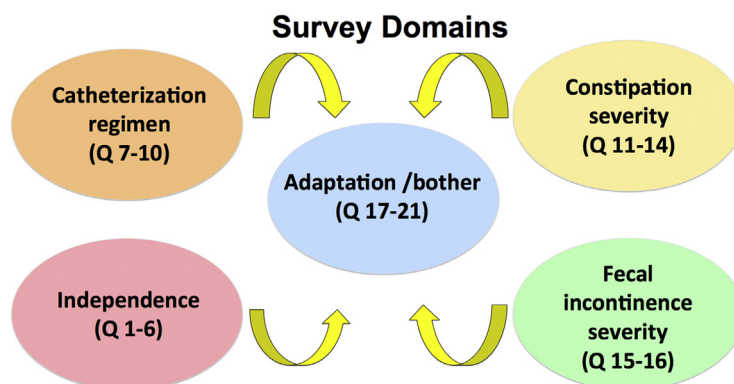 Survey Domains
Catheterization
regimen
(Q 7-10)
Constipation
severity
(Q 11-14)
Adaptation /bother
(Q 17-21)
Independence
(Q 1-6)
Fecal
incontinence
severity
(Q 15-16)